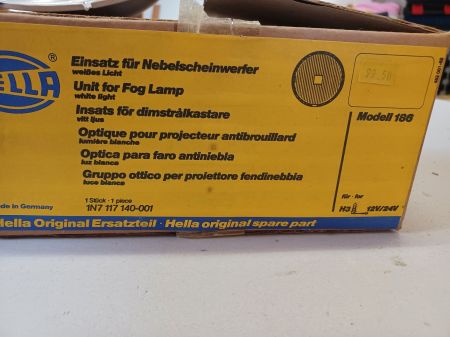 HELLA ®
Einsatz für Nebelscheinwerfer
weißes Licht
Unit for Fog Lamp
white light
Insats för dimstrålkastare
vitt ljus
Optique pour projecteur antibrouillard
lumière blanche
Optica para faro antiniebla
luz blanca
Gruppo ottico per proiettore fendinebbia
luce bianca
99.50
Modell 186
1 Stück · 1 piece
1N7 117 140-001
für · for
H3 12V/24V
ade in Germany
Hella Original Ersatzteil · Hella original spare part